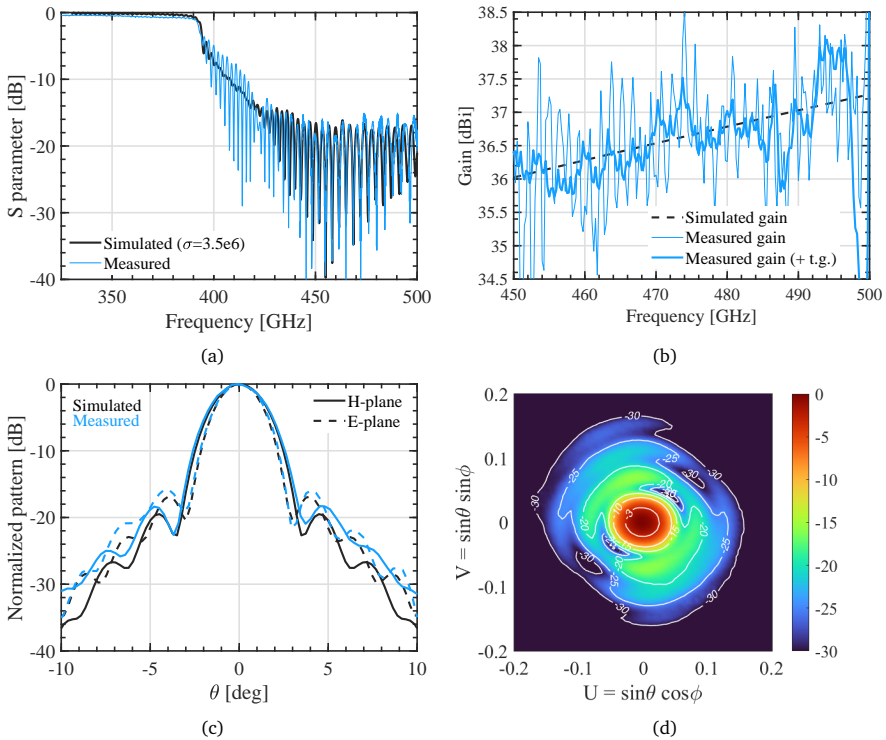 S parameter [dB]
0
-10
-20
-30
-40
Simulated (σ=3.5e6)
Measured
350
400
450
500
Frequency [GHz]
(a)
Gain [dBi]
38.5
38
37.5
37
36.5
36
35.5
35
34.5
Simulated gain
Measured gain
Measured gain (+ t.g.)
450
460
470
480
490
500
Frequency [GHz]
(b)
Normalized pattern [dB]
0
-10
-20
-30
-40
Simulated
Measured
H-plane
E-plane
-10
-5
0
5
10
θ [deg]
(c)
V = sinθ sinϕ
0.2
0.1
0
-0.1
-0.2
-0.2
-0.1
0
0.1
0.2
U = sinθ cosϕ
0
-5
-10
-15
-20
-25
-30
(d)